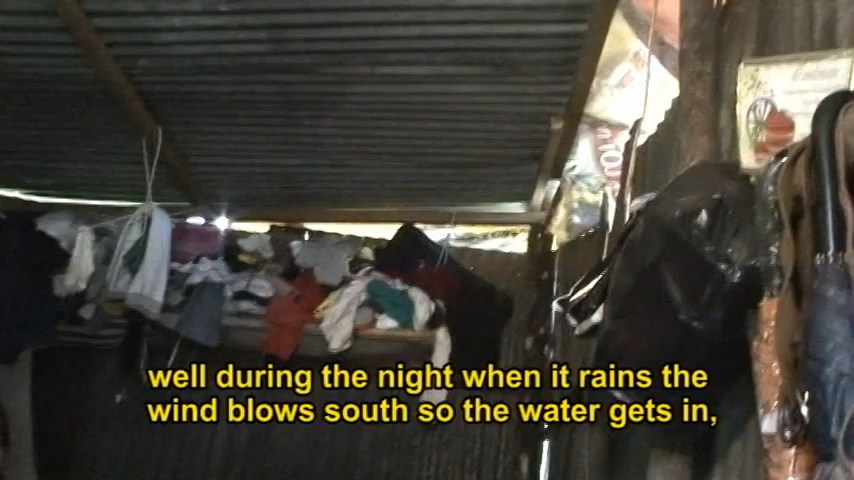 well during the night when it rains the
wind blows south so the water gets in,